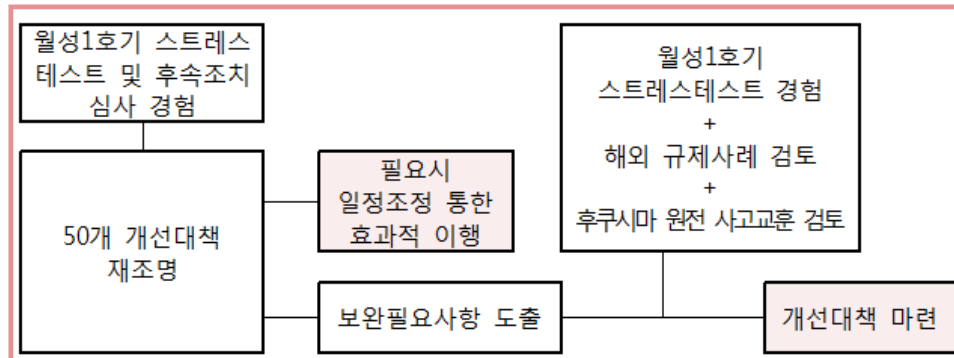 월성1호기 스트레스
테스트 및 후속조치
심사 경험
50개 개선대책
재조명
필요시
일정조정 통한
효과적 이행
보완필요사항 도출
월성1호기
스트레스테스트 경험
+
해외 규제사례 검토
+
후쿠시마 원전 사고교훈 검토
개선대책 마련